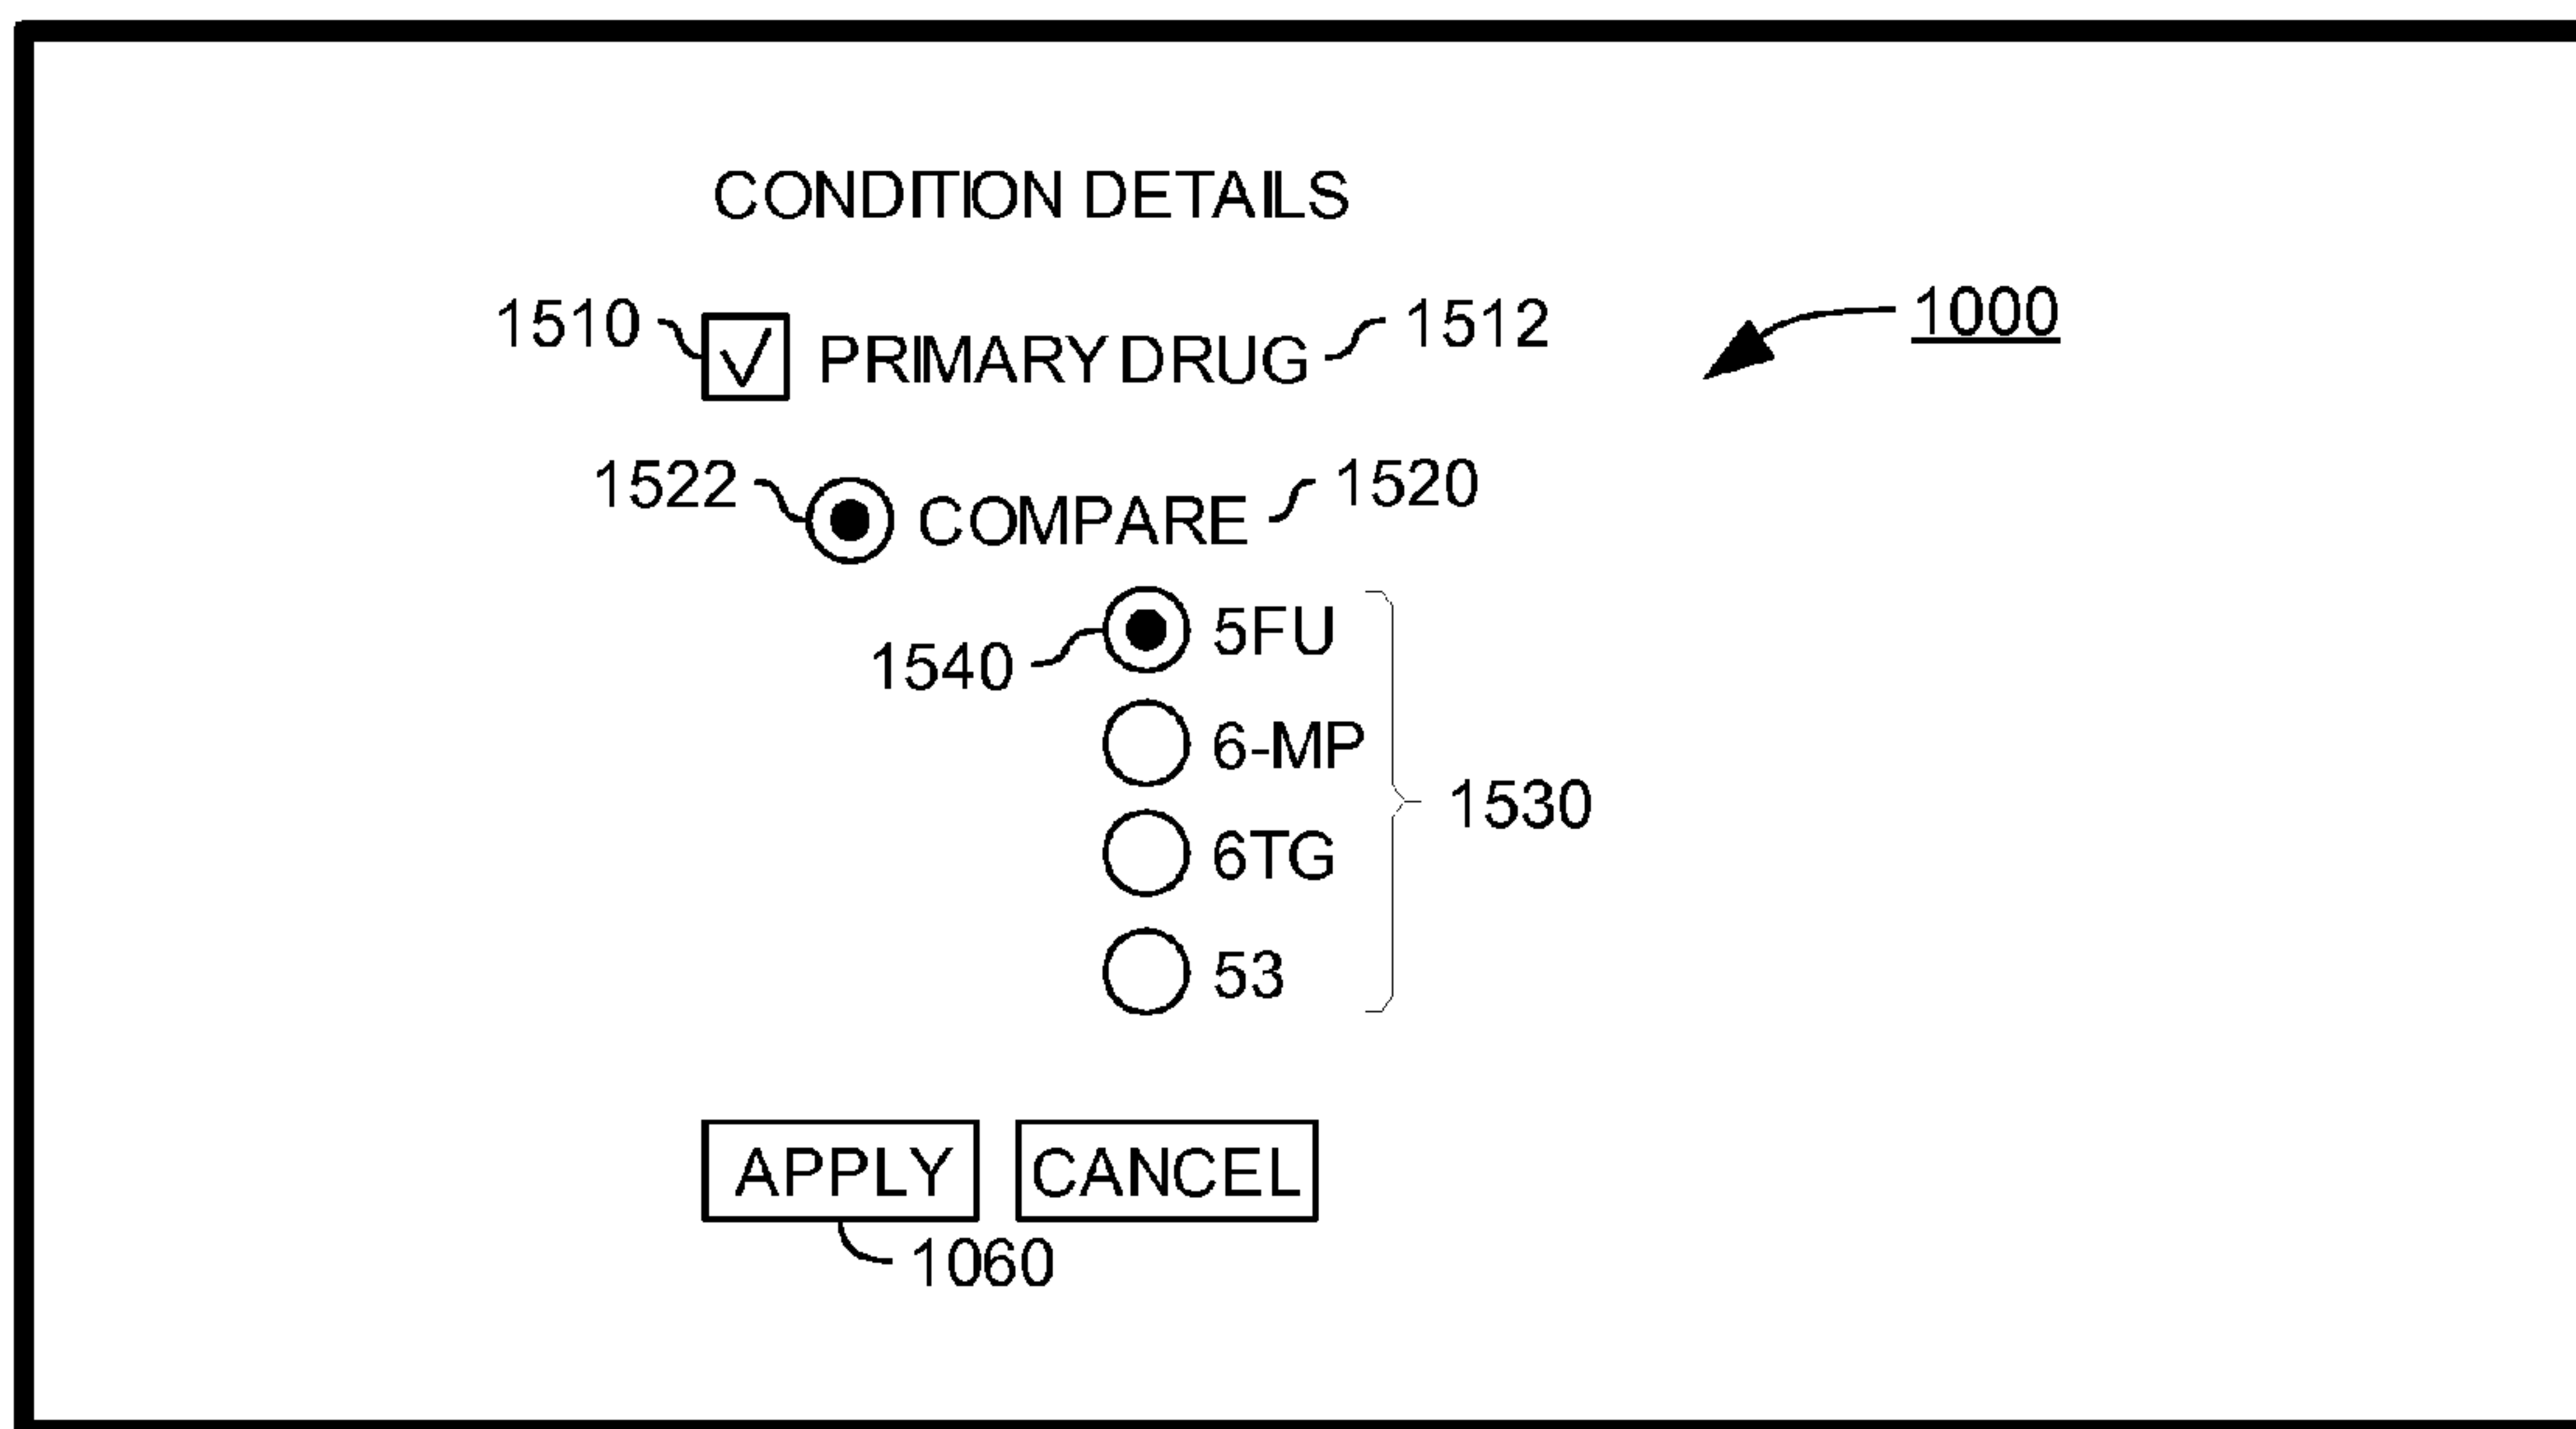 CONDITION DETAILS
1510 PRIMARY DRUG 1512
1000
1522 COMPARE 1520
5FU
1540
6-MP
1530
6TG
53
APPLY CANCEL
1060